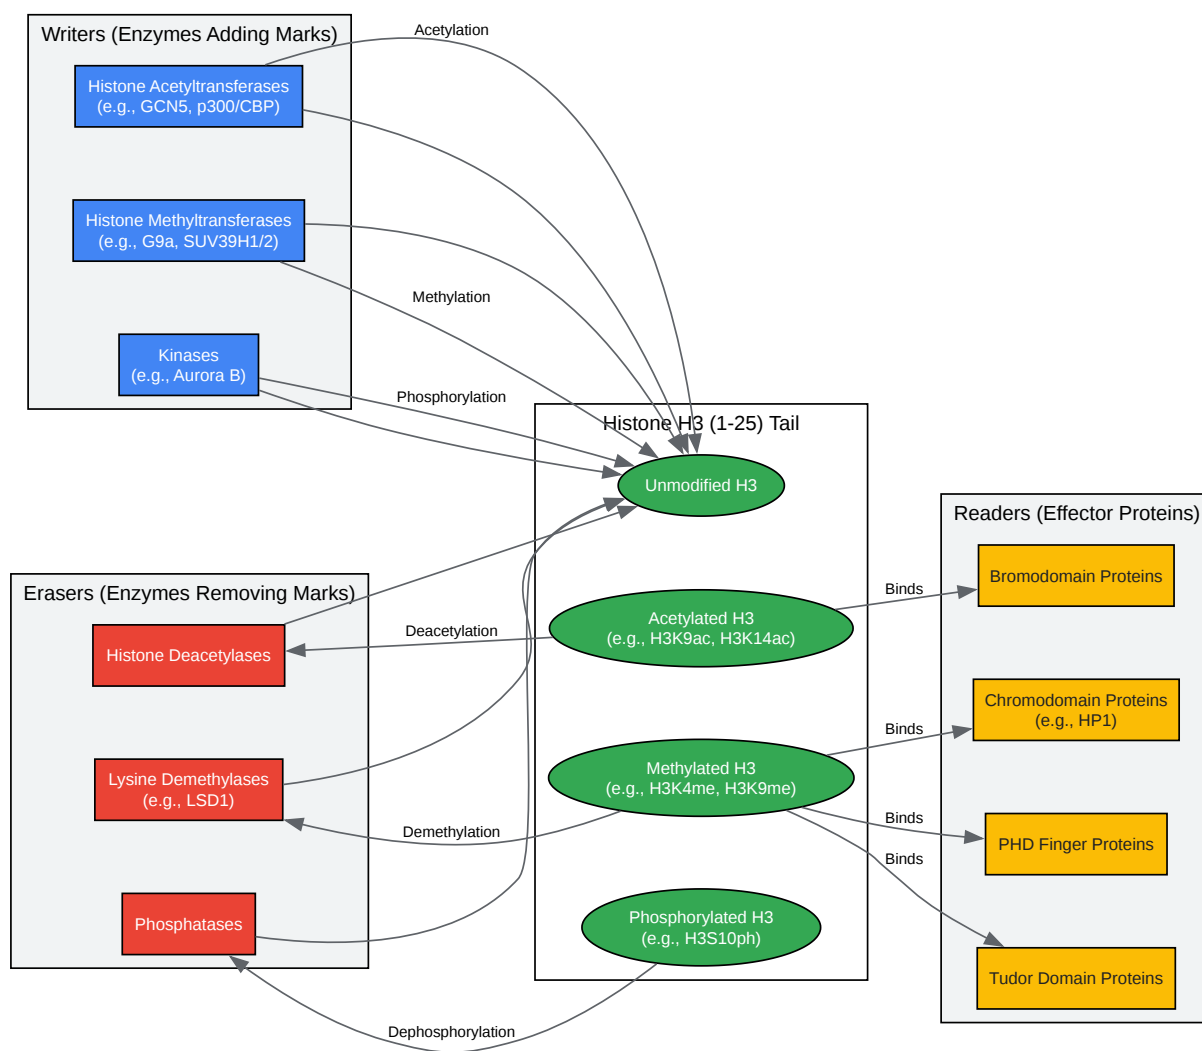 Writers (Enzymes Adding Marks)
Histone Acetyltransferases
(e.g., GCN5, p300/CBP)
Histone Methyltransferases
(e.g., G9a, SUV39H1/2)
Kinases
(e.g., Aurora B)
Acetylation
Methylation
Phosphorylation
Histone H3 (1-25) Tail
Unmodified H3
Acetylated H3
(e.g., H3K9ac, H3K14ac)
Methylated H3
(e.g., H3K4me, H3K9me)
Phosphorylated H3
(e.g., H3S10ph)
Erasers (Enzymes Removing Marks)
Histone Deacetylases
Lysine Demethylases
(e.g., LSD1)
Phosphatases
Deacetylation
Demethylation
Dephosphorylation
Binds
Binds
Binds
Binds
Readers (Effector Proteins)
Bromodomain Proteins
Chromodomain Proteins
(e.g., HP1)
PHD Finger Proteins
Tudor Domain Proteins